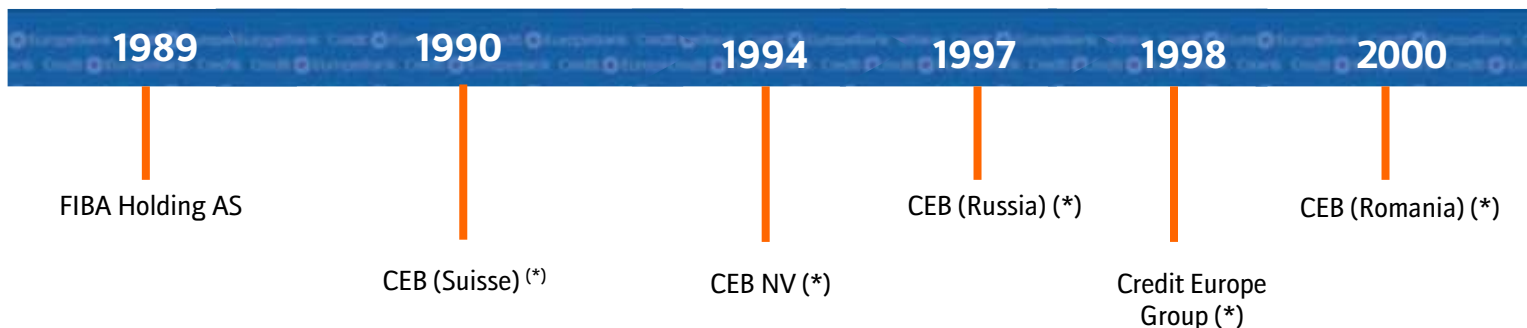 1989 1990 1994 1997 1998 2000
FIBA Holding AS
CEB (Russia) (*)
CEB (Romania) (*)
CEB (Suisse) (*)
CEB NV (*)
Credit Europe
Group (*)